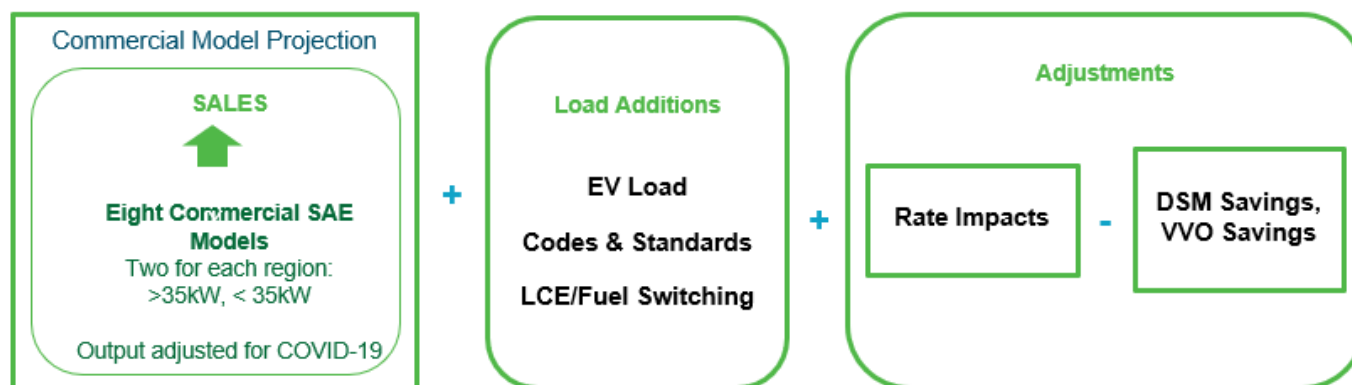 Commercial Model Projection
SALES
Eight Commercial SAE
Models
Two for each region:
>35kW, < 35kW
Output adjusted for COVID-19
+
Load Additions
EV Load
Codes & Standards
LCE/Fuel Switching
+
Adjustments
Rate Impacts
-
DSM Savings,
VVO Savings